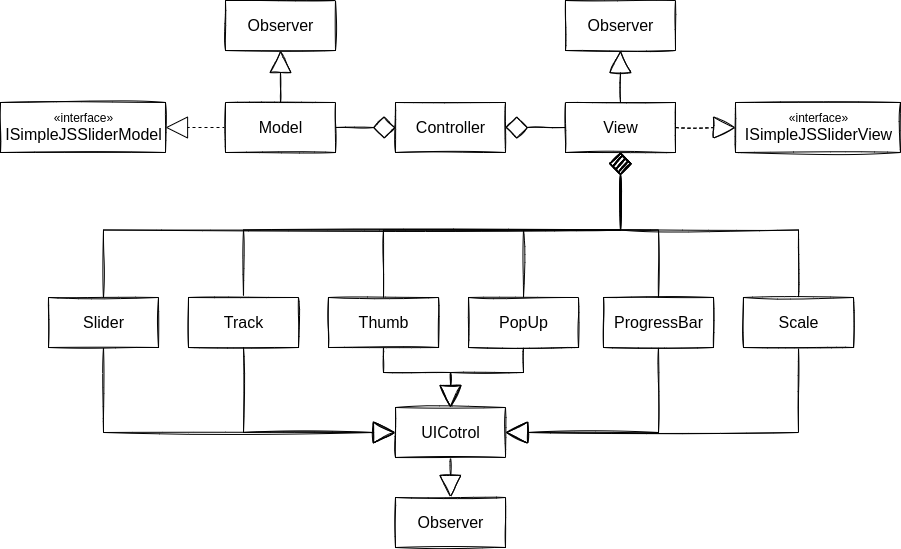 Observer
Observer
«interface»
ISimpleJSSliderModel
Model
Controller
View
«interface»
ISimpleJSSliderView
Slider
Track
Thumb
PopUp
ProgressBar
Scale
UICotrol
Observer